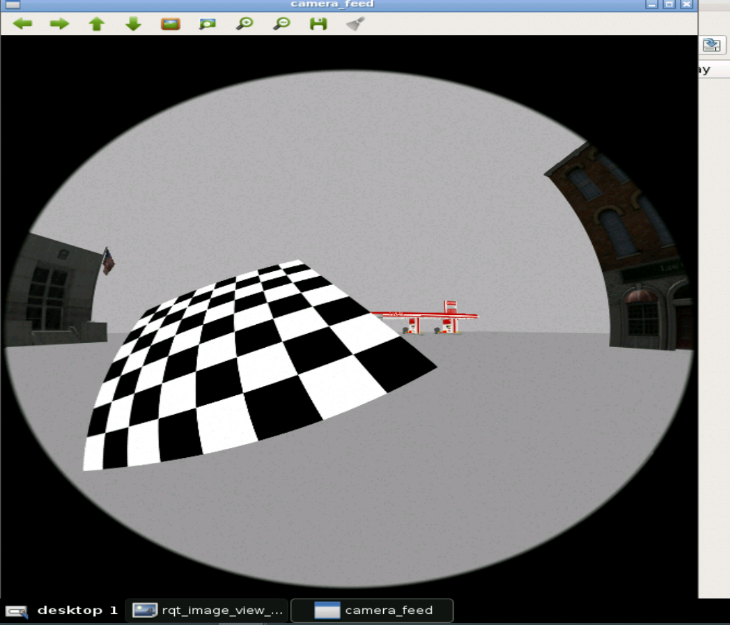 camera_feed
ay
desktop 1
rqt_image_view_...
camera_feed